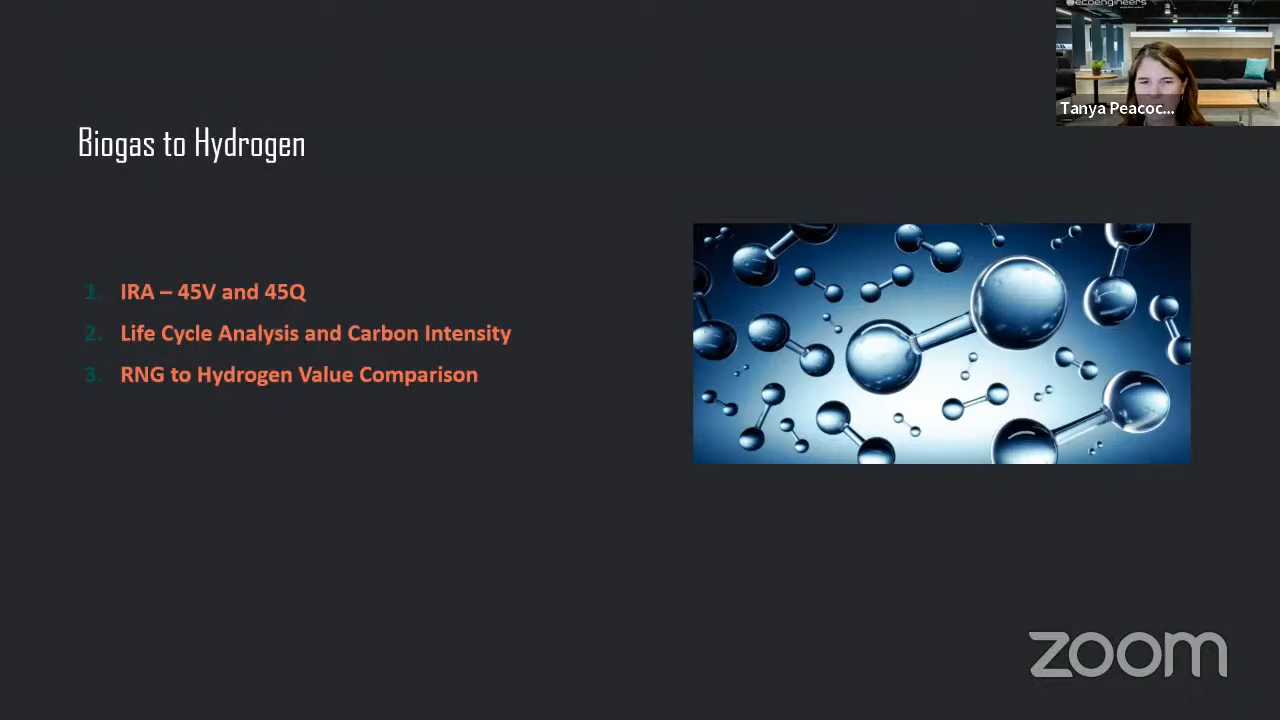 ecoengineers
Tanya Peacoc...
Biogas to Hydrogen
1. IRA – 45V and 45Q
2. Life Cycle Analysis and Carbon Intensity
3. RNG to Hydrogen Value Comparison
zoom